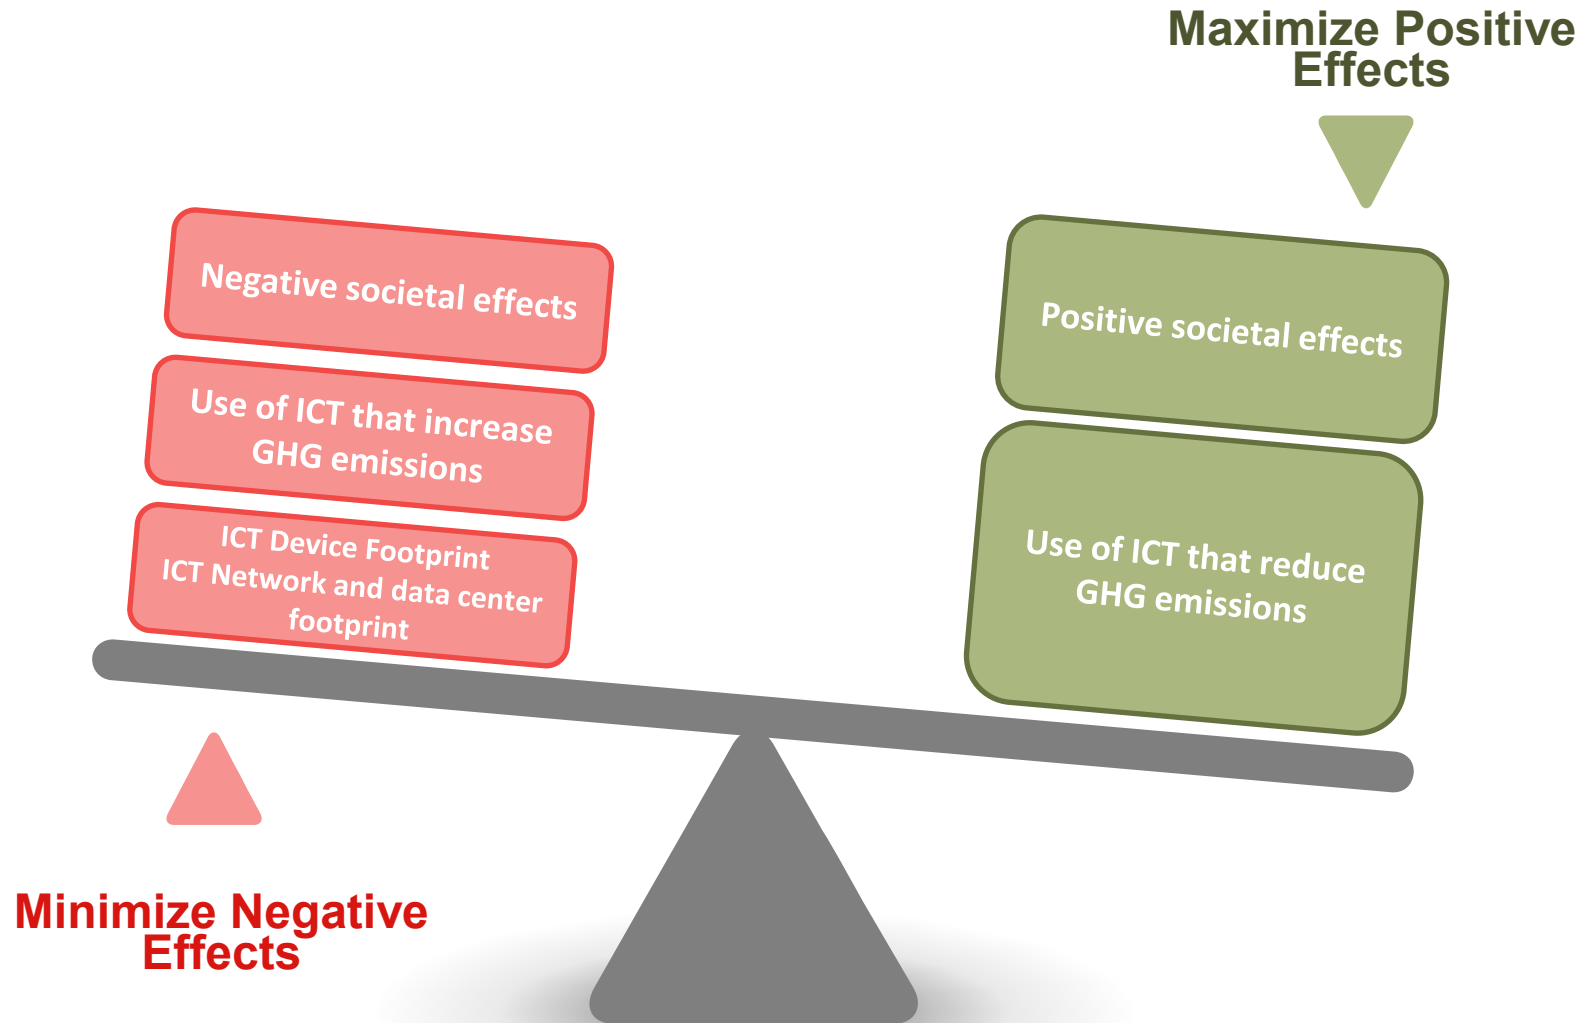 Maximize Positive
Effects
Negative societal effects
Use of ICT that increase
GHG emissions
ICT Device Footprint
ICT Network and data center
footprint
Positive societal effects
Use of ICT that reduce
GHG emissions
Minimize Negative
Effects